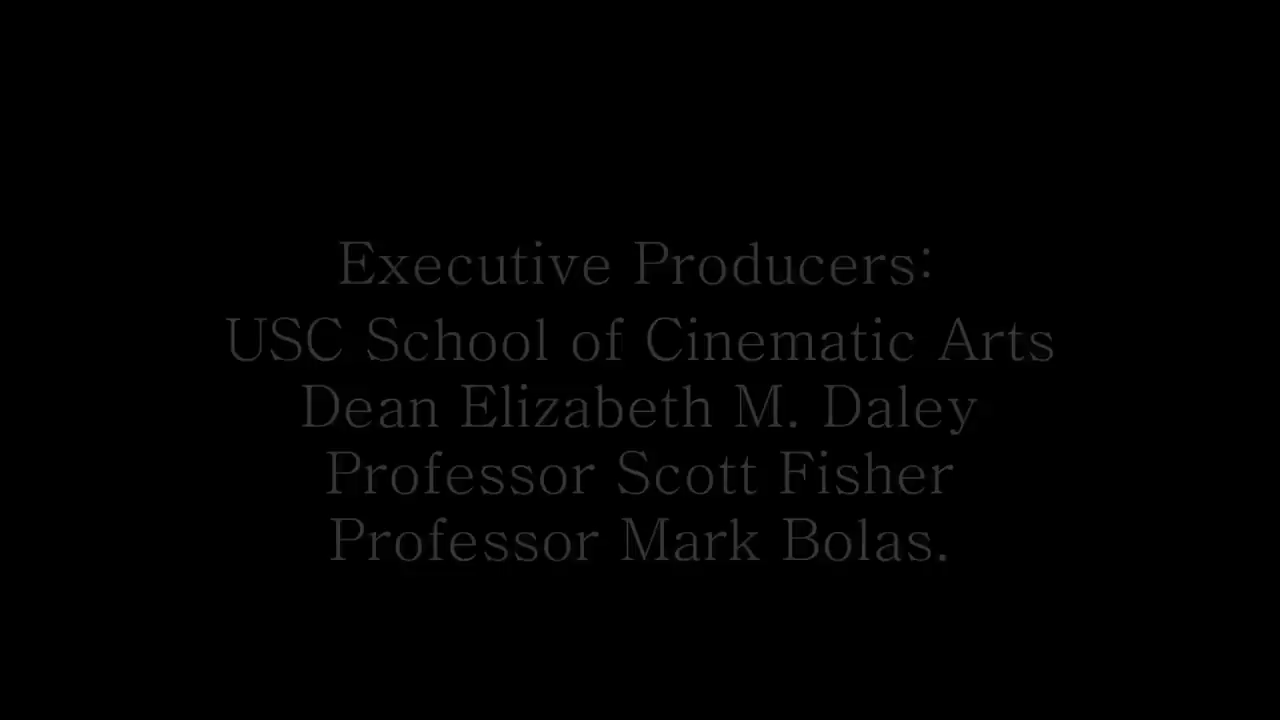 Executive Producers:
USC School of Cinematic Arts
Dean Elizabeth M. Daley
Professor Scott Fisher
Professor Mark Bolas.